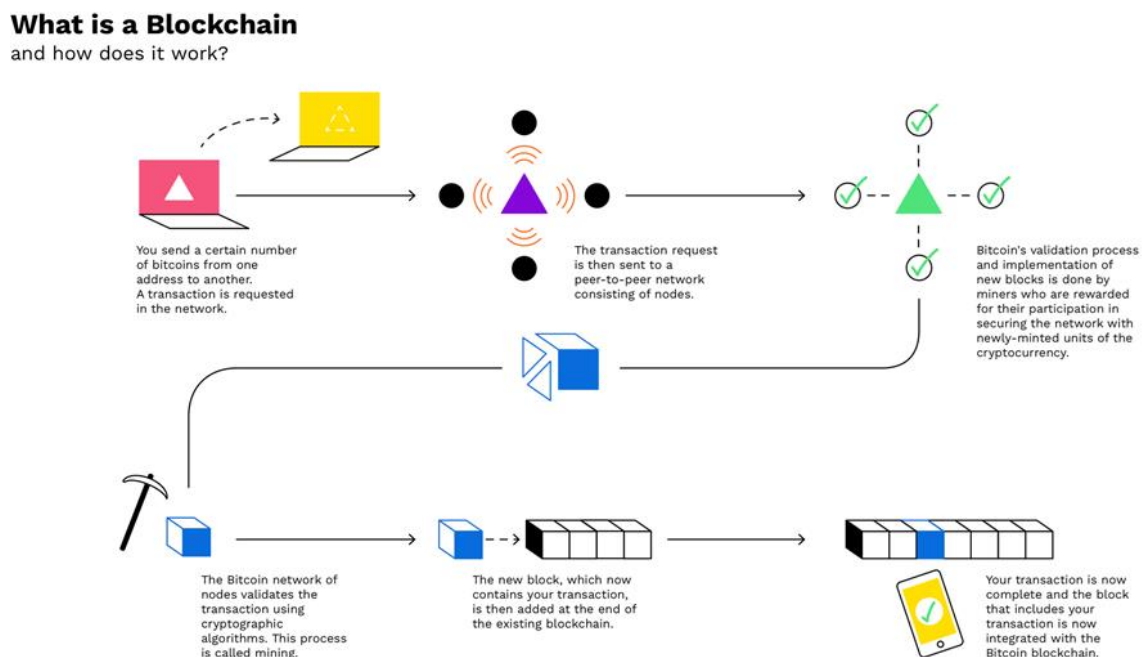 What is a Blockchain
and how does it work?
You send a certain number
of bitcoins from one
address to another.
A transaction is requested
in the network.
The transaction request
is then sent to a
peer-to-peer network
consisting of nodes.
Bitcoin's validation process
and implementation of
new blocks is done by
miners who are rewarded
for their participation in
securing the network with
newly-minted units of the
cryptocurrency.
The Bitcoin network of
nodes validates the
transaction using
cryptographic
algorithms. This process
is called mining.
The new block, which now
contains your transaction,
is then added at the end of
the existing blockchain.
Your transaction is now
complete and the block
that includes your
transaction is now
integrated with the
Bitcoin blockchain.